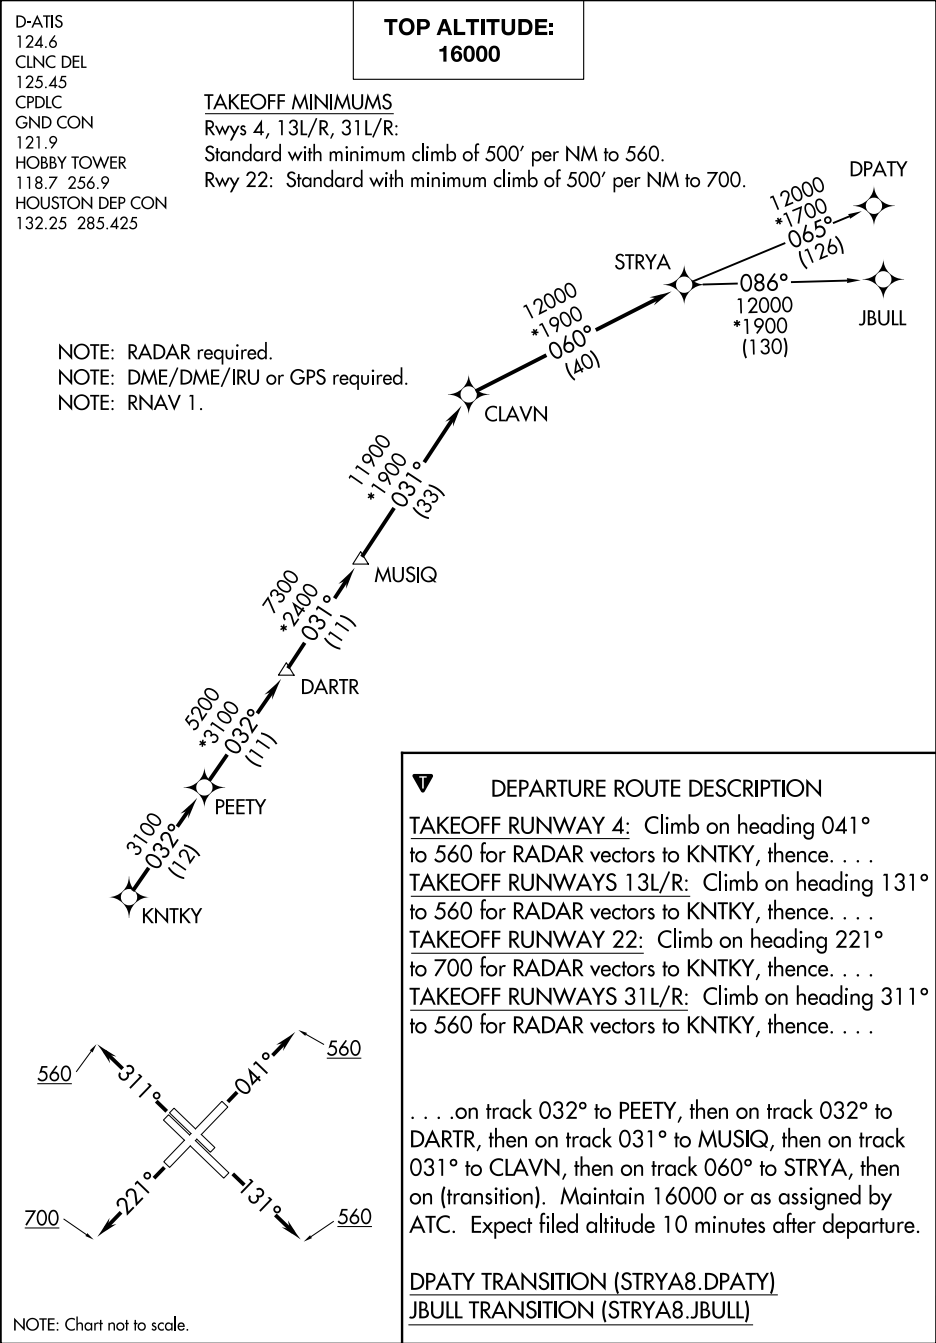 D-ATIS
124.6
CLNC DEL
125.45
CPDLC
GND CON
121.9
HOBBY TOWER
118.7 256.9
HOUSTON DEP CON
132.25 285.425
TOP ALTITUDE:
16000
TAKEOFF MINIMUMS
Rwys 4, 13L/R, 31L/R:
Standard with minimum climb of 500' per NM to 560.
Rwy 22: Standard with minimum climb of 500' per NM to 700.
DPATY
12000
*1700
065°
(126)
STRYA
086°
12000
*1900
(130)
JBULL
12000
*1900
060°
(40)
NOTE: RADAR required.
NOTE: DME/DME/IRU or GPS required.
NOTE: RNAV 1.
CLAVN
11900
*1900
031°
(33)
MUSIQ
7300
*2400
031°
(11)
DARTR
5200
*3100
032°
(11)
PEETY
3100
032°
(12)
KNTKY
T
DEPARTURE ROUTE DESCRIPTION
TAKEOFF RUNWAY 4: Climb on heading 041°
to 560 for RADAR vectors to KNTKY, thence. . . .
TAKEOFF RUNWAYS 13L/R: Climb on heading 131°
to 560 for RADAR vectors to KNTKY, thence. . . .
TAKEOFF RUNWAY 22: Climb on heading 221°
to 700 for RADAR vectors to KNTKY, thence. . . .
TAKEOFF RUNWAYS 31L/R: Climb on heading 311°
to 560 for RADAR vectors to KNTKY, thence. . . .
. . . .on track 032° to PEETY, then on track 032° to
DARTR, then on track 031° to MUSIQ, then on track
031° to CLAVN, then on track 060° to STRYA, then
on (transition). Maintain 16000 or as assigned by
ATC. Expect filed altitude 10 minutes after departure.
DPATY TRANSITION (STRYA8.DPATY)
JBULL TRANSITION (STRYA8.JBULL)
560
311°
041°
560
700
221°
131°
560
NOTE: Chart not to scale.